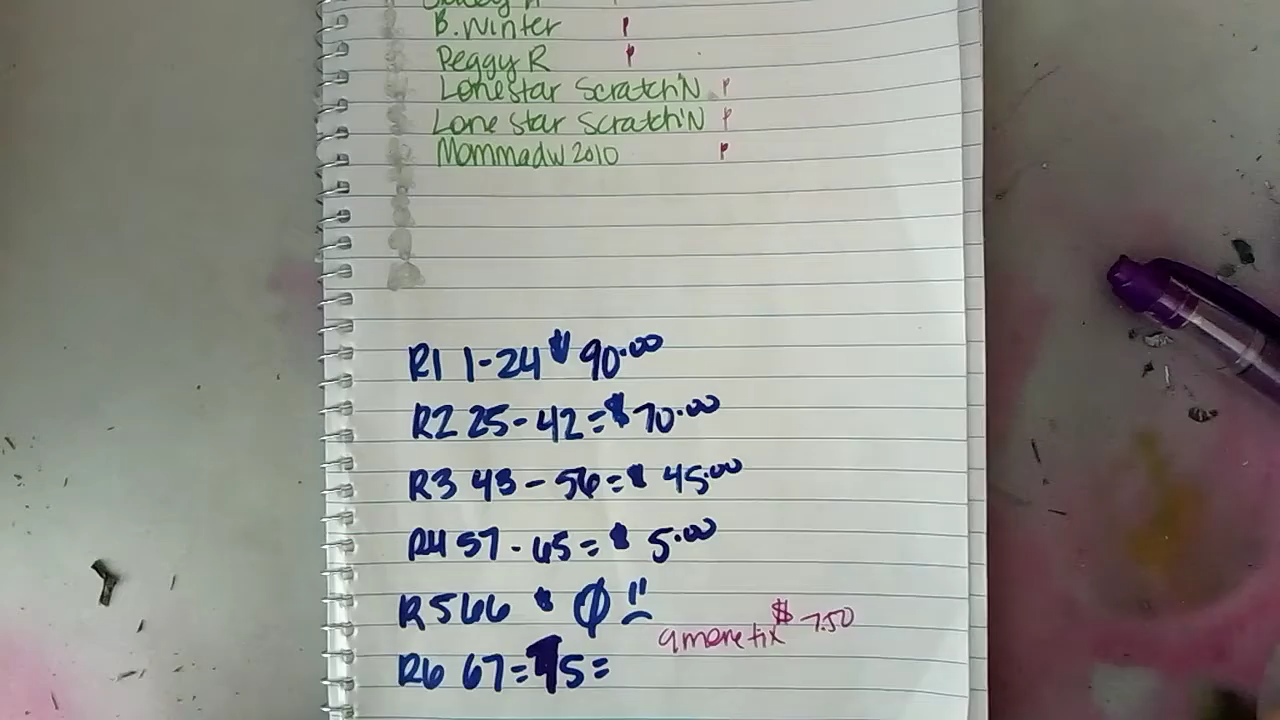 B. Winter P
Peggy R P
Lonestar Scratch'N P
Lone Star Scratch'N P
Mommadw2010 P
R1 1-24 $ 90.00
R2 25-42=$70.00
R3 43-56=$ 45.00
R4 57-65=$ 5.00
R5 66 $ Ø
9 more tix $ 7.50
R6 67=75=